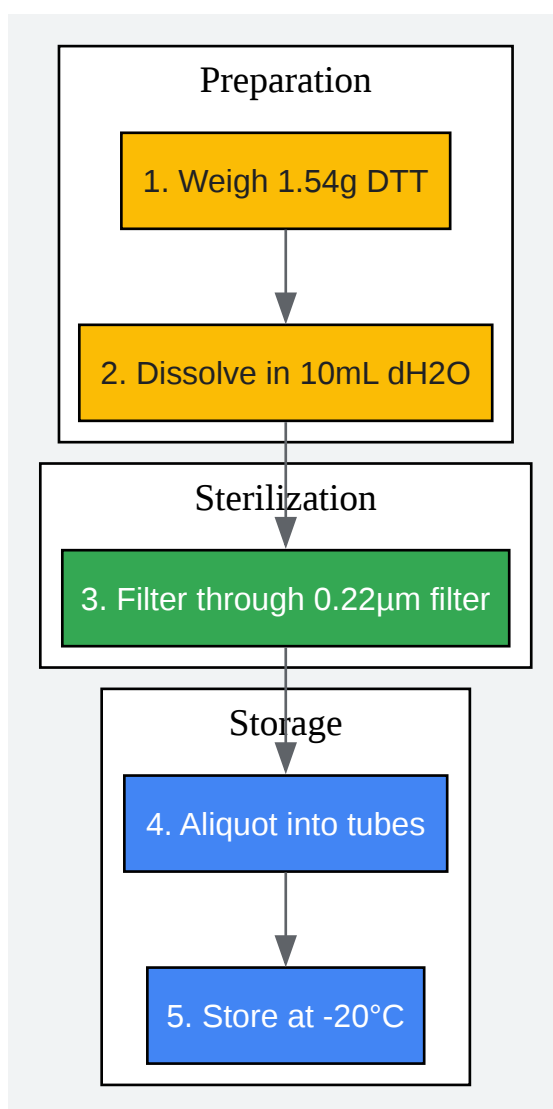 Preparation
1. Weigh 1.54g DTT
2. Dissolve in 10mL dH2O
Sterilization
3. Filter through 0.22µm filter
Storage
4. Aliquot into tubes
5. Store at -20°C